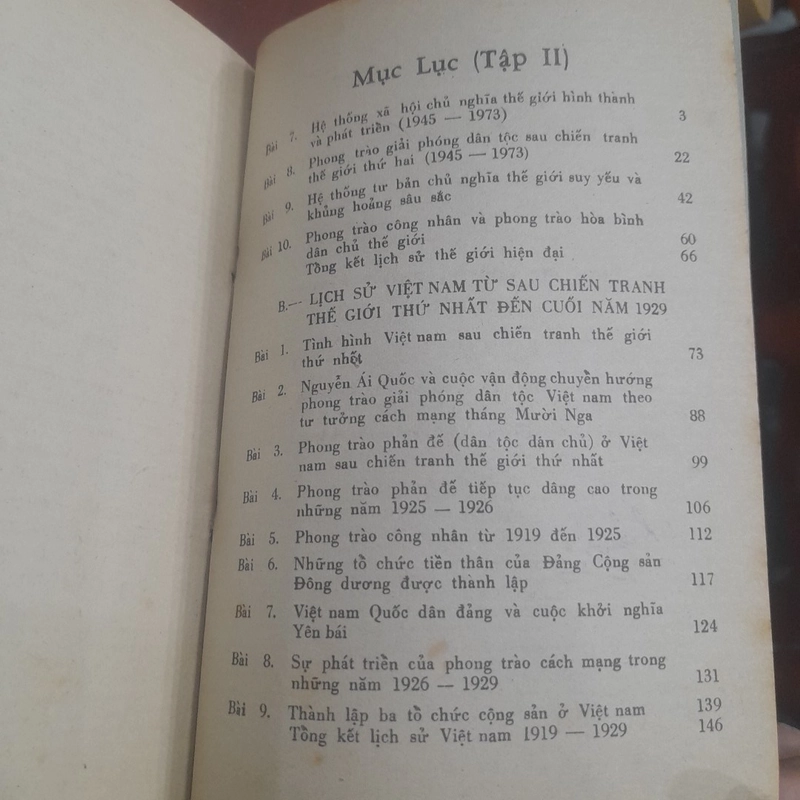 Mục Lục (Tập II)
Bài 7. Hệ thống xã hội chủ nghĩa thế giới hình thành
và phát triển (1945 — 1973) 3
Bài 8. Phong trào giải phóng dân tộc sau chiến tranh
thế giới thứ hai (1945 — 1973) 22
Bài 9. Hệ thống tư bản chủ nghĩa thế giới suy yếu và
khủng hoảng sâu sắc 42
Bài 10. Phong trào công nhân và phong trào hòa bình
dân chủ thế giới 60
Tổng kết lịch sử thế giới hiện đại 66
B.— LỊCH SỬ VIỆT NAM TỪ SAU CHIẾN TRANH
THẾ GIỚI THỨ NHẤT ĐẾN CUỐI NĂM 1929
Bài 1. Tình hình Việt nam sau chiến tranh thế giới
thứ nhất 73
Bài 2. Nguyễn Ái Quốc và cuộc vận động chuyển hướng
phong trào giải phóng dân tộc Việt nam theo
tư tưởng cách mạng tháng Mười Nga 88
Bài 3. Phong trào phản đế (dân tộc dân chủ) ở Việt
nam sau chiến tranh thế giới thứ nhất 99
Bài 4. Phong trào phản đế tiếp tục dâng cao trong
những năm 1925 — 1926 106
Bài 5. Phong trào công nhân từ 1919 đến 1925 112
Bài 6. Những tổ chức tiền thân của Đảng Cộng sản
Đông dương được thành lập 117
Bài 7. Việt nam Quốc dân đảng và cuộc khởi nghĩa
Yên bái 124
Bài 8. Sự phát triển của phong trào cách mạng trong
những năm 1926 — 1929 131
Bài 9. Thành lập ba tổ chức cộng sản ở Việt nam 139
Tổng kết lịch sử Việt nam 1919 — 1929 146